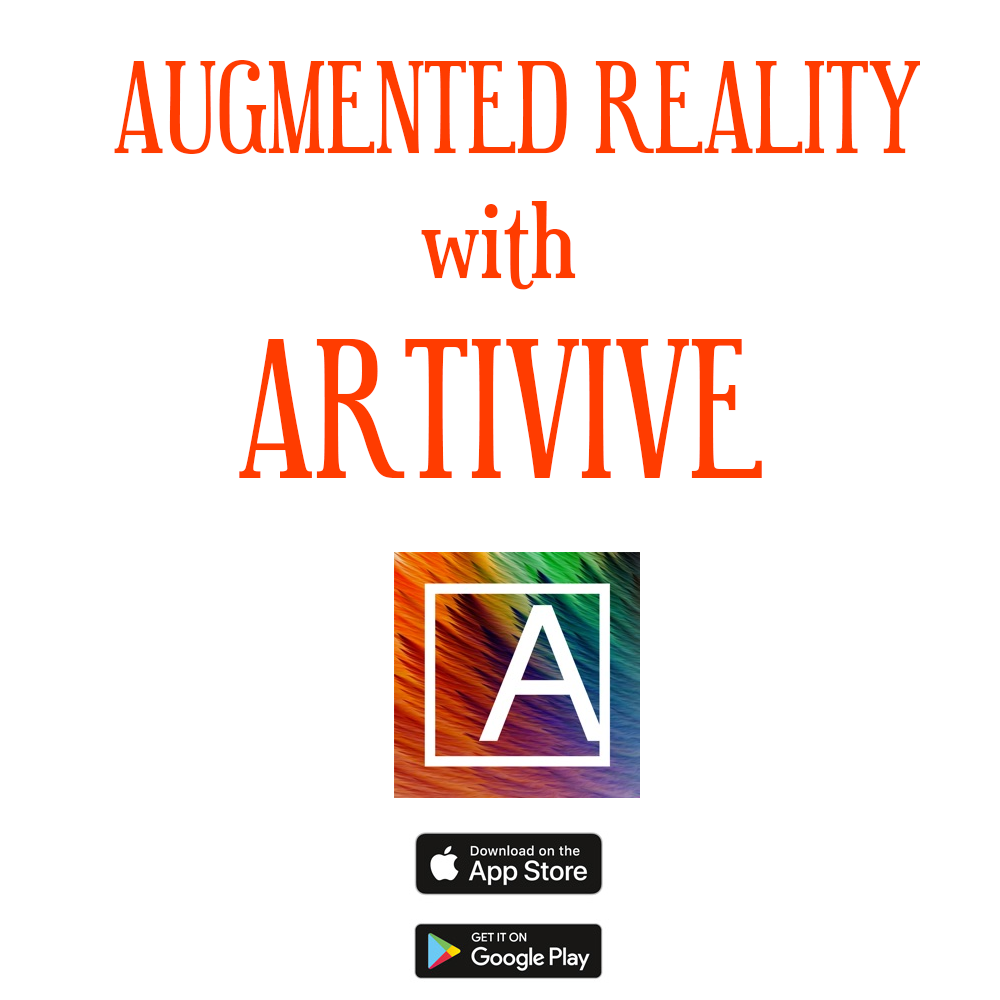 AUGMENTED REALITY
with
ARTIVIVE
A
Download on the
App Store
GET IT ON
Google Play